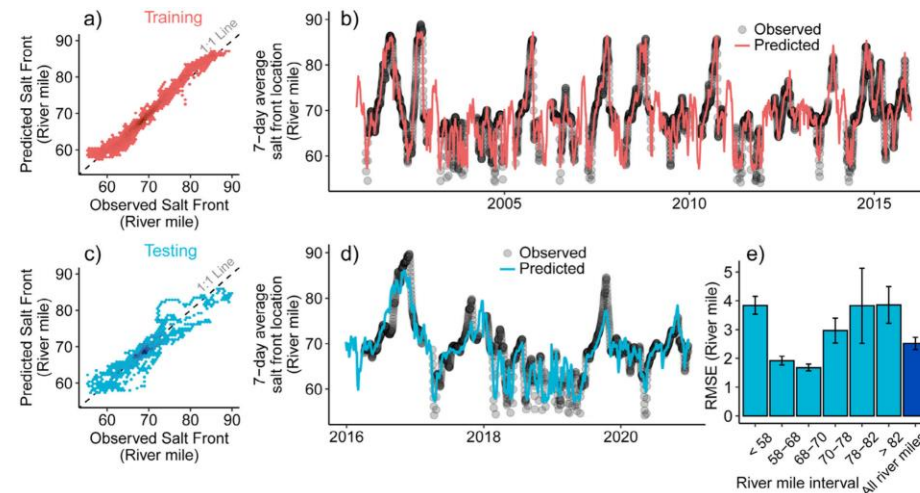 a)
Training
1:1 Line
Predicted Salt Front
(River mile)
90
80
70
60
60 70 80 90
Observed Salt Front
(River mile)
b)
Observed
Predicted
7-day average
salt front location
(River mile)
90
80
70
60
2005 2010 2015
c)
Testing
1:1 Line
Predicted Salt Front
(River mile)
90
80
70
60
60 70 80 90
Observed Salt Front
(River mile)
d)
Observed
Predicted
7-day average
salt front location
(River mile)
90
80
70
60
2016 2018 2020
e)
RMSE (River mile)
5
4
3
2
1
0
< 58
58-68
68-70
70-78
78-82
> 82
All river miles
River mile interval